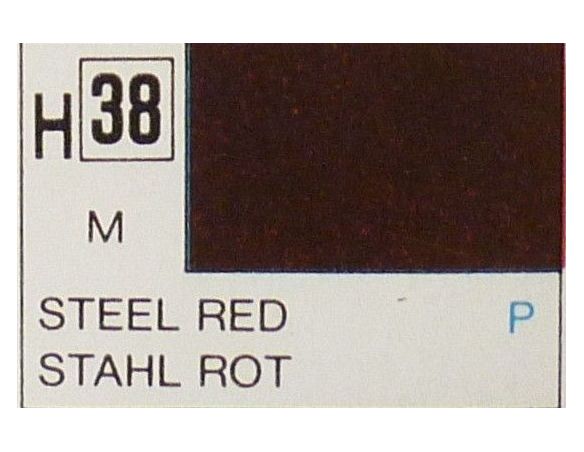 H 38
M
STEEL RED P
STAHL ROT